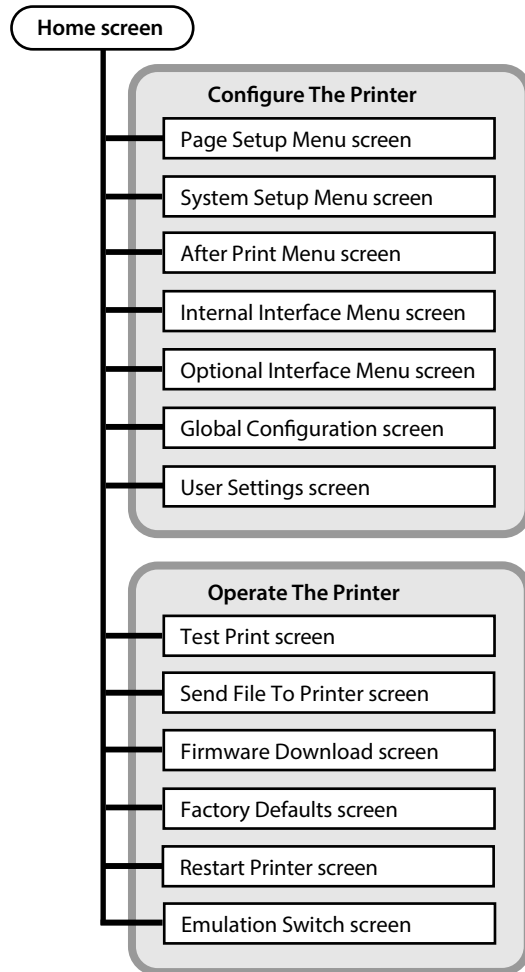 Home screen
Configure The Printer
Page Setup Menu screen
System Setup Menu screen
After Print Menu screen
Internal Interface Menu screen
Optional Interface Menu screen
Global Configuration screen
User Settings screen
Operate The Printer
Test Print screen
Send File To Printer screen
Firmware Download screen
Factory Defaults screen
Restart Printer screen
Emulation Switch screen